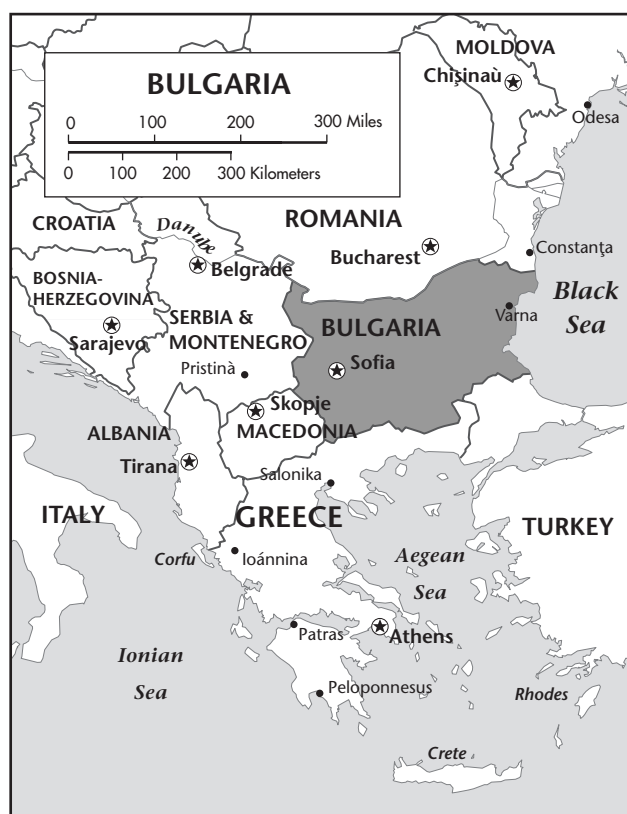 MOLDOVA
Chişinaù
BULGARIA
0 100 200 300 Miles
0 100 200 300 Kilometers
Odesa
CROATIA
Danube
ROMANIA
Bucharest
Constanţa
Belgrade
BOSNIA-
HERZEGOVINA
Sarajevo
SERBIA &
MONTENEGRO
Pristinà
BULGARIA
Sofia
Varna
Black
Sea
Skopje
MACEDONIA
ALBANIA
Tirana
Salonika
ITALY
GREECE
TURKEY
Corfu
Ioánnina
Aegean
Sea
Patras
Athens
Ionian
Sea
Peloponnesus
Rhodes
Crete